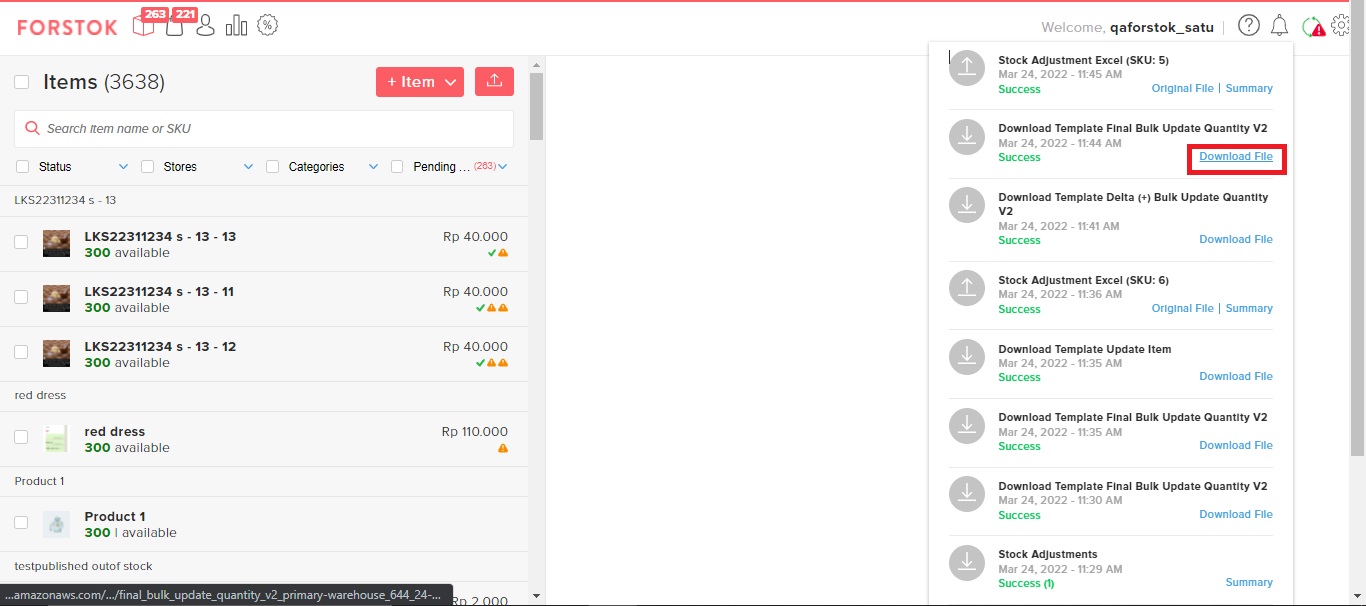 FORSTOK
263
221
Welcome, qaforstok_satu
Items (3638)
+ Item
Search Item name or SKU
Status
Stores
Categories
Pending ... (263)
LKS22311234 s - 13
LKS22311234 s - 13 - 13
Rp 40.000
300 available
LKS22311234 s - 13 - 11
Rp 40.000
300 available
LKS22311234 s - 13 - 12
Rp 40.000
300 available
red dress
red dress
Rp 110.000
300 available
Product 1
Product 1
300 | available
testpublished outof stock
Rp 2.000
...amazonaws.com/.../final_bulk_update_quantity_v2_primary-warehouse_644_24-...
Stock Adjustment Excel (SKU: 5)
Mar 24, 2022 - 11:45 AM
Success
Original File | Summary
Download Template Final Bulk Update Quantity V2
Mar 24, 2022 - 11:44 AM
Success
Download File
Download Template Delta (+) Bulk Update Quantity
V2
Mar 24, 2022 - 11:41 AM
Success
Download File
Stock Adjustment Excel (SKU: 6)
Mar 24, 2022 - 11:36 AM
Success
Original File | Summary
Download Template Update Item
Mar 24, 2022 - 11:35 AM
Success
Download File
Download Template Final Bulk Update Quantity V2
Mar 24, 2022 - 11:35 AM
Success
Download File
Download Template Final Bulk Update Quantity V2
Mar 24, 2022 - 11:30 AM
Success
Download File
Stock Adjustments
Mar 24, 2022 - 11:29 AM
Success (1)
Summary